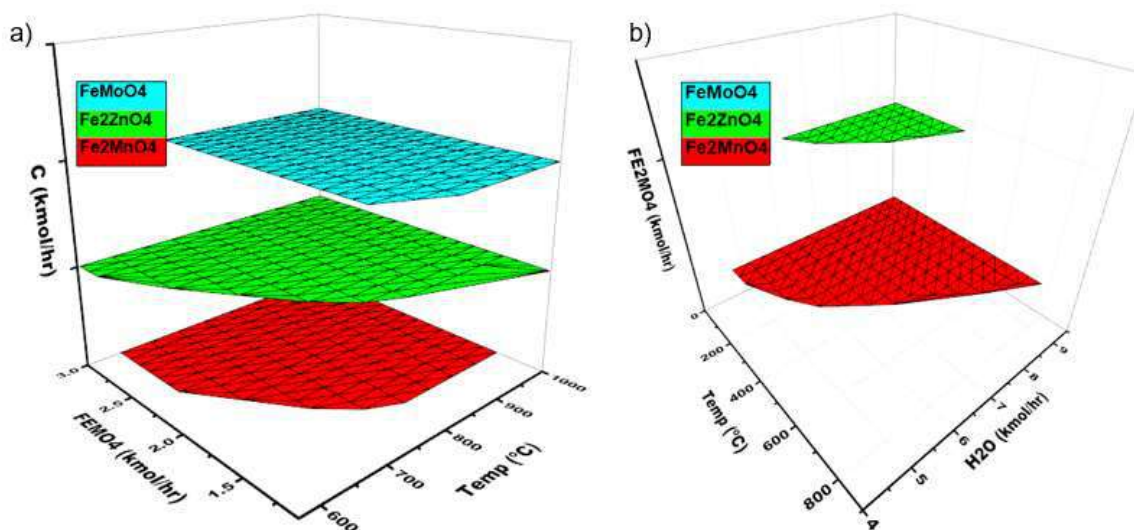 a)
FeMoO4
Fe2ZnO4
Fe2MnO4
C (kmol/hr)
3.0
2.5
2.0
1.5
FEMO4 (kmol/hr)
600
700
800
900
1000
Temp (°C)
b)
FeMoO4
Fe2ZnO4
Fe2MnO4
FE2MO4 (kmol/hr)
0
200
400
600
800
Temp (°C)
4
5
6
7
8
9
H2O (kmol/hr)